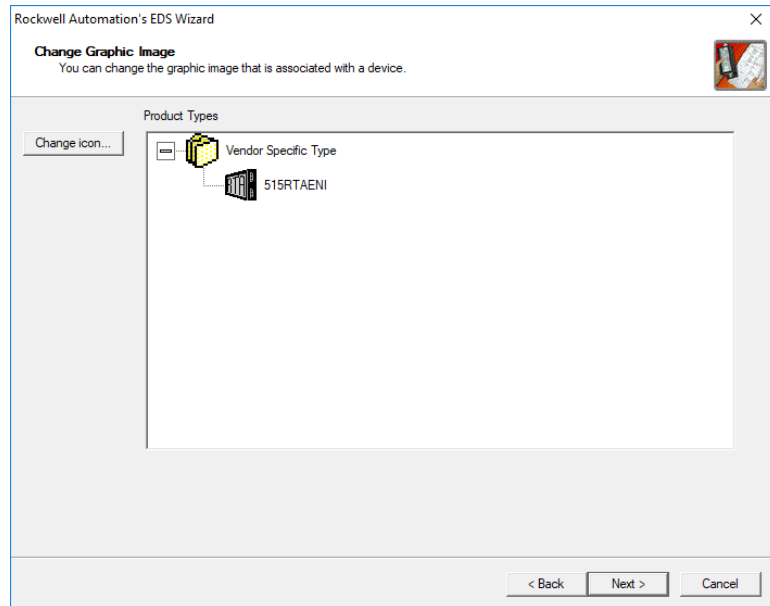 Rockwell Automation's EDS Wizard
Change Graphic Image
You can change the graphic image that is associated with a device.
Product Types
Change icon...
Vendor Specific Type
515RTAENI
< Back
Next >
Cancel